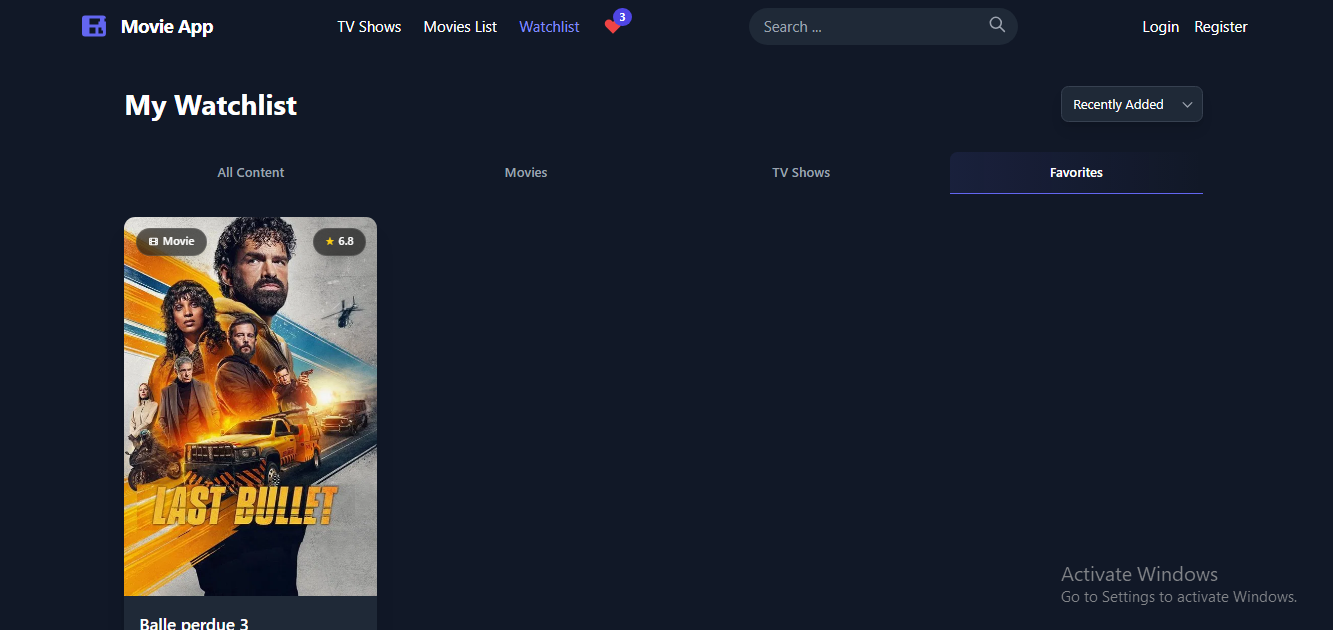 Movie App
TV Shows
Movies List
Watchlist
3
Search ...
Login
Register
My Watchlist
Recently Added
All Content
Movies
TV Shows
Favorites
Movie
6.8
LAST BULLET
Balle perdue 3
Activate Windows
Go to Settings to activate Windows.